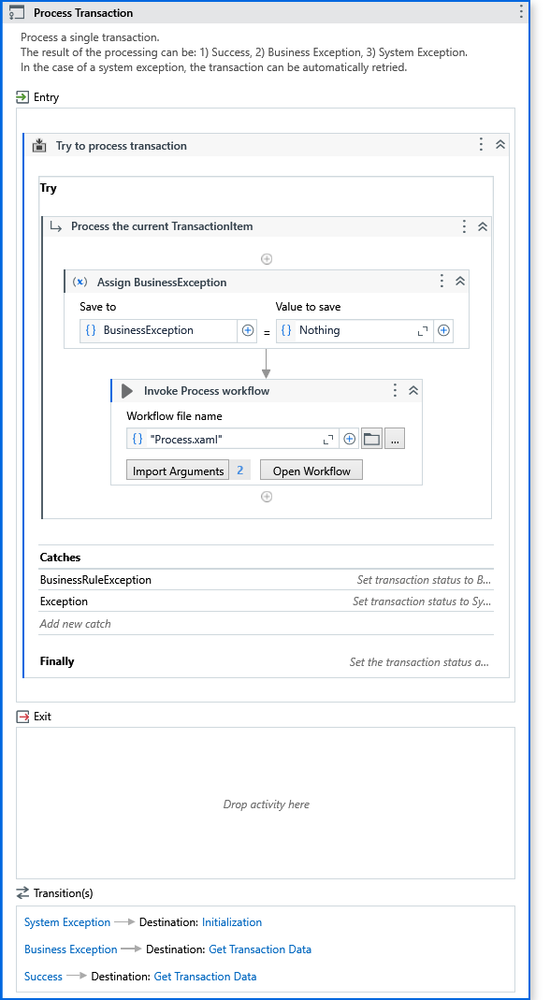 Process Transaction
Process a single transaction.
The result of the processing can be: 1) Success, 2) Business Exception, 3) System Exception.
In the case of a system exception, the transaction can be automatically retried.
Entry
Try to process transaction
Try
Process the current TransactionItem
(x) Assign BusinessException
Save to Value to save
{} BusinessException = {} Nothing
Invoke Process workflow
Workflow file name
{} "Process.xaml" ...
Import Arguments 2 Open Workflow
Catches
BusinessRuleException Set transaction status to B...
Exception Set transaction status to Sy...
Add new catch
Finally Set the transaction status a...
Exit
Drop activity here
Transition(s)
System Exception Destination: Initialization
Business Exception Destination: Get Transaction Data
Success Destination: Get Transaction Data